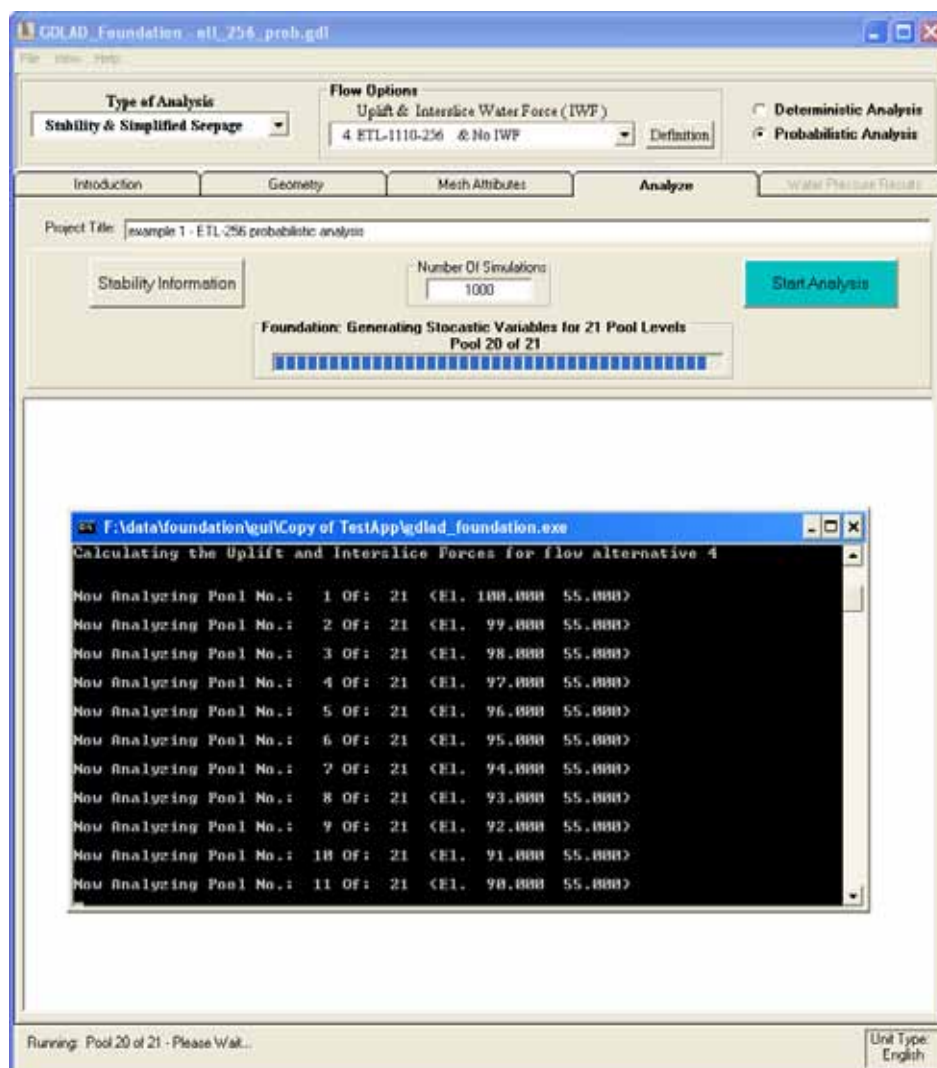 GDLAD_Foundation - etl_256_prob.gdl
File View Help
Type of Analysis
Stability & Simplified Seepage
Flow Options
Uplift & Interslice Water Force ( IWF )
4. ETL-1110-256 & No IWF
Definition
Deterministic Analysis
Probabilistic Analysis
Introduction
Geometry
Mesh Attributes
Analyze
Water Pressure Results
Project Title: example 1 - ETL-256 probabilistic analysis
Stability Information
Number Of Simulations
1000
Start Analysis
Foundation: Generating Stocastic Variables for 21 Pool Levels
Pool 20 of 21
F:\data\foundation\gui\Copy of TestApp\gdlad_foundation.exe
Calculating the Uplift and Interslice Forces for flow alternative 4
Now Analyzing Pool No.: 1 Of: 21 (El. 100.000 55.000)
Now Analyzing Pool No.: 2 Of: 21 (El. 99.000 55.000)
Now Analyzing Pool No.: 3 Of: 21 (El. 98.000 55.000)
Now Analyzing Pool No.: 4 Of: 21 (El. 97.000 55.000)
Now Analyzing Pool No.: 5 Of: 21 (El. 96.000 55.000)
Now Analyzing Pool No.: 6 Of: 21 (El. 95.000 55.000)
Now Analyzing Pool No.: 7 Of: 21 (El. 94.000 55.000)
Now Analyzing Pool No.: 8 Of: 21 (El. 93.000 55.000)
Now Analyzing Pool No.: 9 Of: 21 (El. 92.000 55.000)
Now Analyzing Pool No.: 10 Of: 21 (El. 91.000 55.000)
Now Analyzing Pool No.: 11 Of: 21 (El. 90.000 55.000)
Running: Pool 20 of 21 - Please Wait...
Unit Type:
English